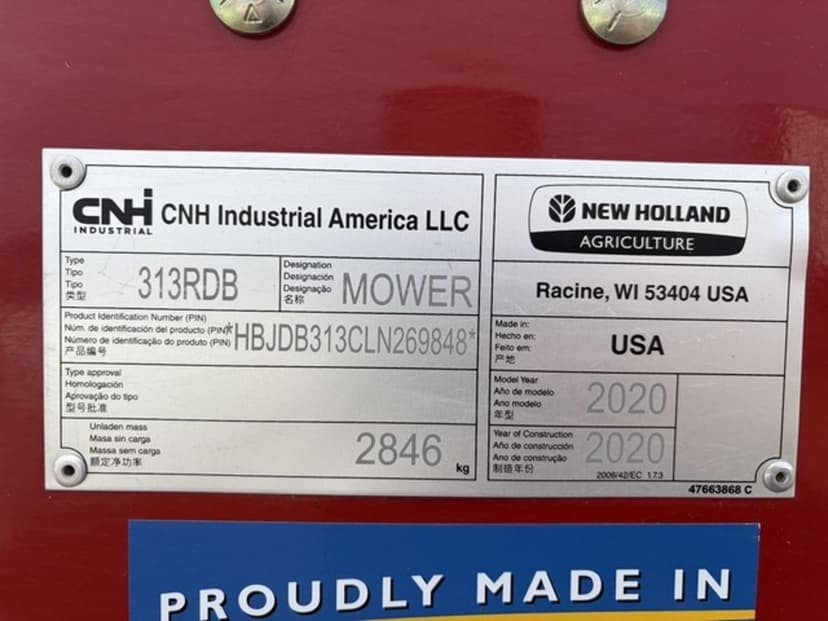 CNH
INDUSTRIAL
CNH Industrial America LLC
Type
Tipo
Tipo
类型
313RDB
Designation
Designación
Designação
名称
MOWER
Product Identification Number (PIN)
Núm. de identificación del producto (PIN)
Número de identificação do produto (PIN)
产品编号
*HBJDB313CLN269848*
Type approval
Homologación
Aprovação do tipo
型号批准
Unladen mass
Masa sin carga
Massa sem carga
额定净功率
2846
kg
NEW HOLLAND
AGRICULTURE
Racine, WI 53404 USA
Made in:
Hecho en:
Feito em:
产地
USA
Model Year
Año de modelo
Ano modelo
年型
2020
Year of Construction
Año de construcción
Ano de construção
制造年份
2020
2006/42/EC 1.7.3
47663868 C
PROUDLY MADE IN